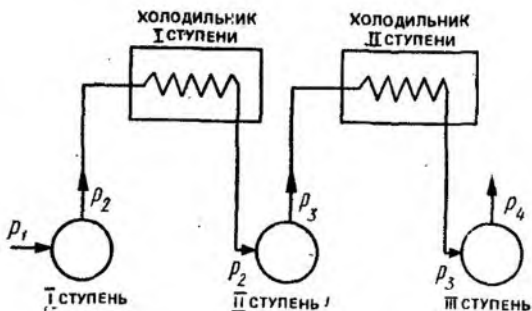 ХОЛОДИЛЬНИК
I СТУПЕНИ
ХОЛОДИЛЬНИК
II СТУПЕНИ
p₂
p₃
p₄
p₁
p₂
p₃
I СТУПЕНЬ
II СТУПЕНЬ
III СТУПЕНЬ